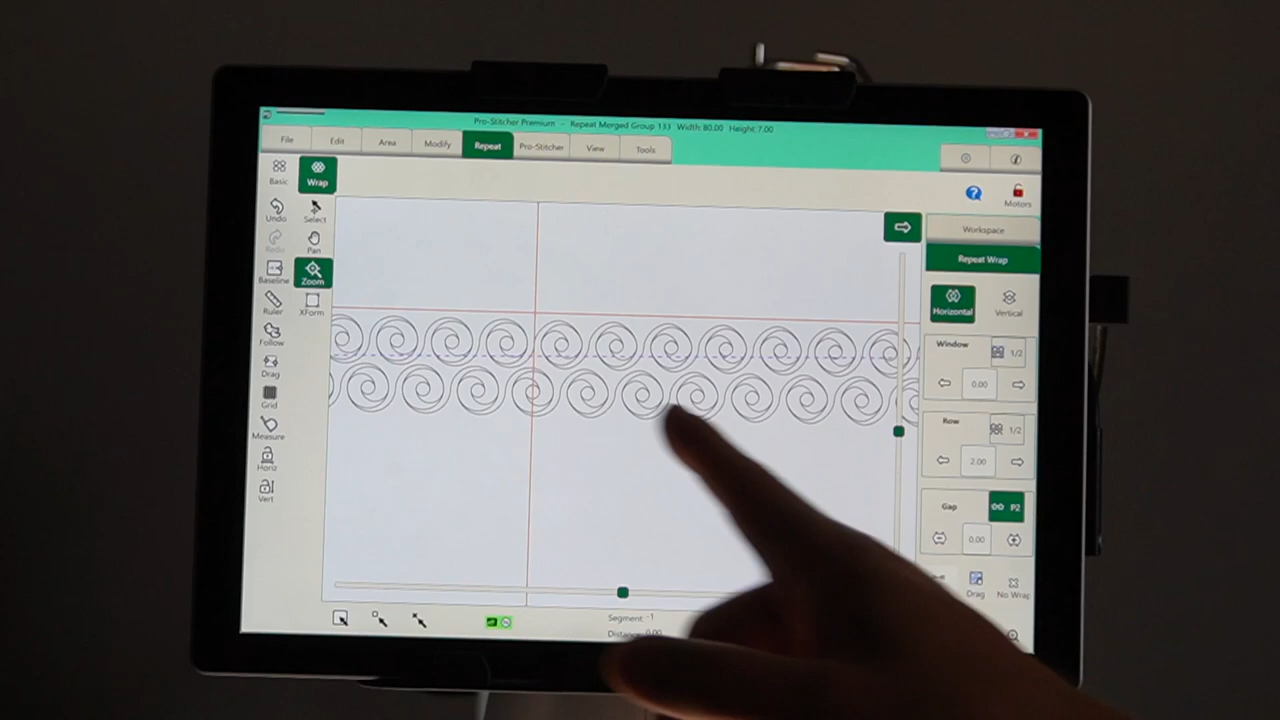 Pro-Stitcher Premium - Repeat Merged Group 133 Width: 80.00 Height: 7.00
File Edit Area Modify Repeat Pro-Stitcher View Tools
Basic Wrap
Motors
Undo Select
Workspace
Redo Pan
Repeat Wrap
Baseline Zoom
Ruler XForm
Horizontal Vertical
Follow
Window 1/2
Drag
0.00
Grid
Row 1/2
Measure
2.00
Horiz
Vert
Gap P2
0.00
Drag No Wrap
Segment: -1
Distance: 0.00